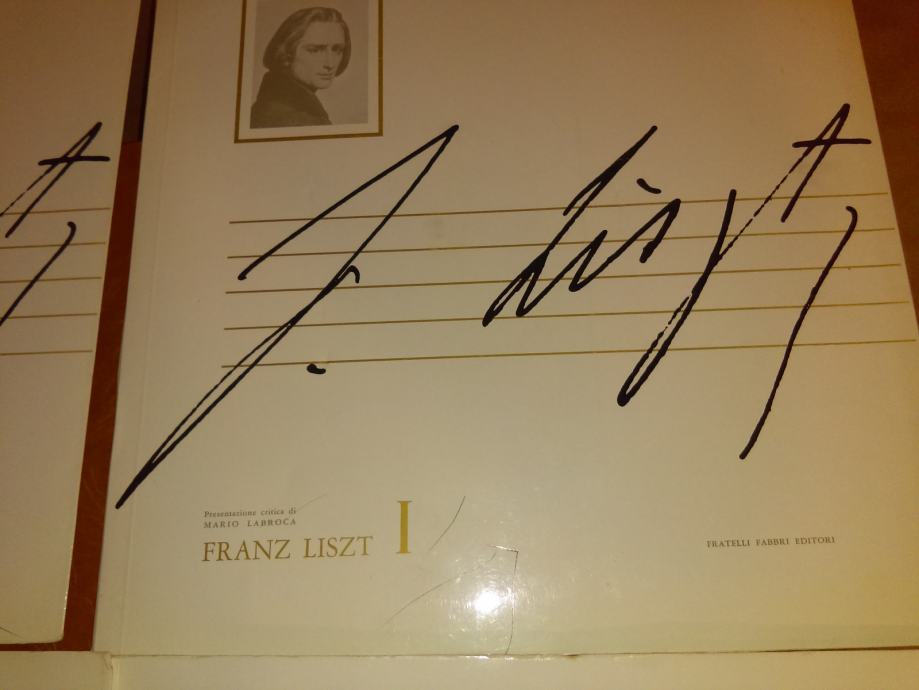 F. Liszt
Presentazione critica di
MARIO LABROCA
FRANZ LISZT I
FRATELLI FABBRI EDITORI